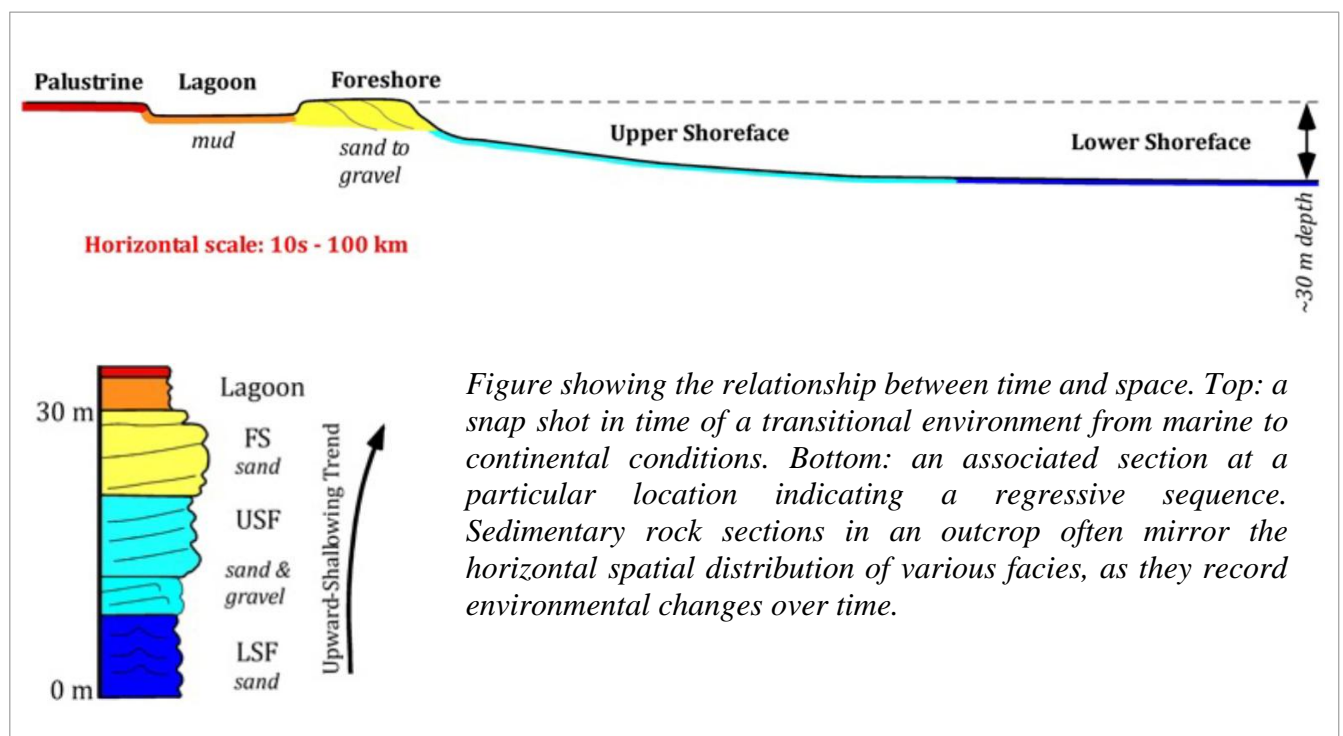 Palustrine
Lagoon
Foreshore
mud
sand to
gravel
Upper Shoreface
Lower Shoreface
~30 m depth
Horizontal scale: 10s - 100 km
30 m
0 m
Lagoon
FS
sand
USF
sand &
gravel
LSF
sand
Upward-Shallowing Trend
Figure showing the relationship between time and space. Top: a
snap shot in time of a transitional environment from marine to
continental conditions. Bottom: an associated section at a
particular location indicating a regressive sequence.
Sedimentary rock sections in an outcrop often mirror the
horizontal spatial distribution of various facies, as they record
environmental changes over time.